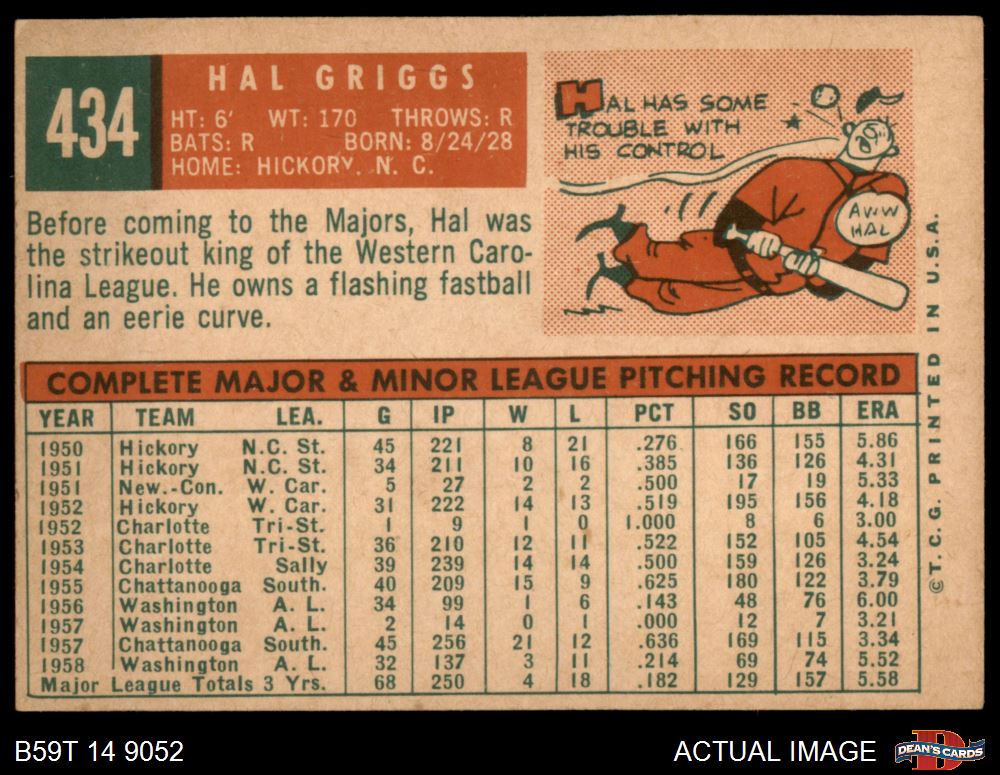 434
HAL GRIGGS
HT: 6' WT: 170 THROWS: R
BATS: R BORN: 8/24/28
HOME: HICKORY, N. C.
HAL HAS SOME
TROUBLE WITH
HIS CONTROL
AWW
HAL
Before coming to the Majors, Hal was
the strikeout king of the Western Caro-
lina League. He owns a flashing fastball
and an eerie curve.
COMPLETE MAJOR & MINOR LEAGUE PITCHING RECORD
YEAR TEAM LEA. G IP W L PCT SO BB ERA
1950 Hickory N.C. St. 45 221 8 21 .276 166 155 5.86
1951 Hickory N.C. St. 34 211 10 16 .385 136 126 4.31
1951 New.-Con. W. Car. 5 27 2 2 .500 17 19 5.33
1952 Hickory W. Car. 31 222 14 13 .519 195 156 4.18
1952 Charlotte Tri-St. 1 9 1 0 1.000 8 6 3.00
1953 Charlotte Tri-St. 36 210 12 11 .522 152 105 4.54
1954 Charlotte Sally 39 239 14 14 .500 159 126 3.24
1955 Chattanooga South. 40 209 15 9 .625 180 122 3.79
1956 Washington A. L. 34 99 1 6 .143 48 76 6.00
1957 Washington A. L. 2 14 0 1 .000 12 7 3.21
1957 Chattanooga South. 45 256 21 12 .636 169 115 3.34
1958 Washington A. L. 32 137 3 11 .214 69 74 5.52
Major League Totals 3 Yrs. 68 250 4 18 .182 129 157 5.58
©T.C.G. PRINTED IN U.S.A.
B59T 14 9052
ACTUAL IMAGE
DEAN'S CARDS